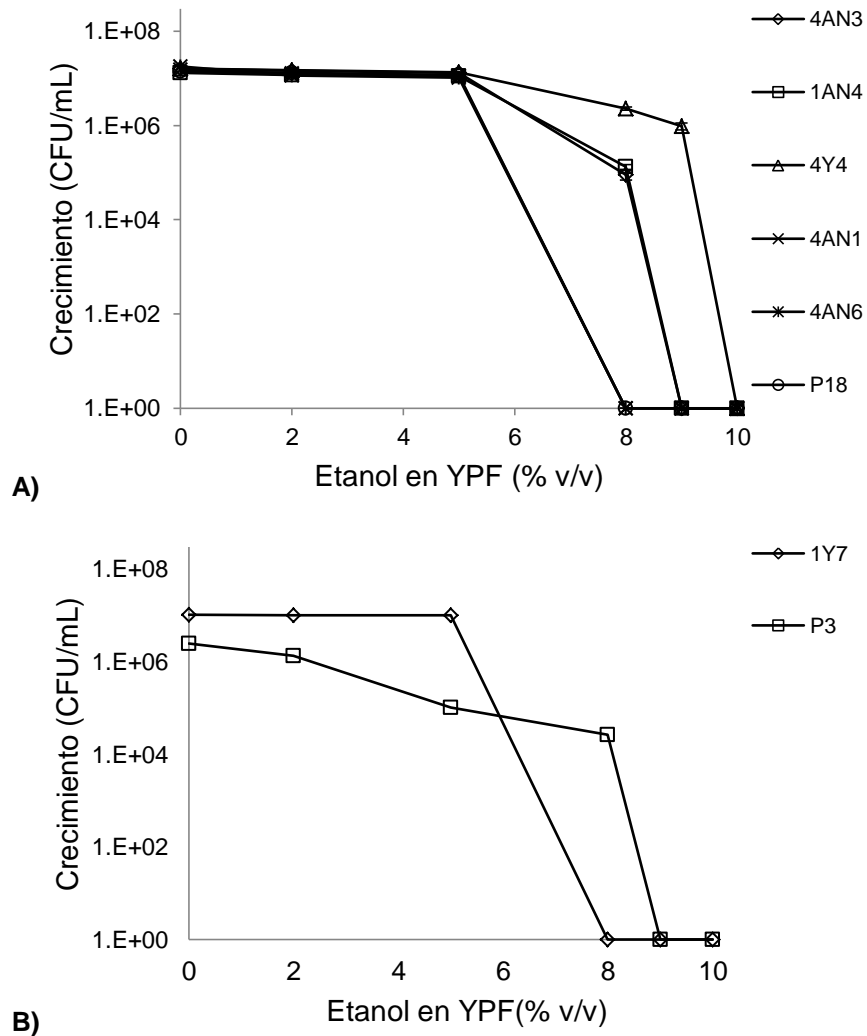 1.E+08
1.E+06
1.E+04
1.E+02
1.E+00
Crecimiento (CFU/mL)
0 2 4 6 8 10
Etanol en YPF (% v/v)
4AN3
1AN4
4Y4
4AN1
4AN6
P18
A)
1.E+08
1.E+06
1.E+04
1.E+02
1.E+00
Crecimiento (CFU/mL)
0 2 4 6 8 10
Etanol en YPF(% v/v)
1Y7
P3
B)